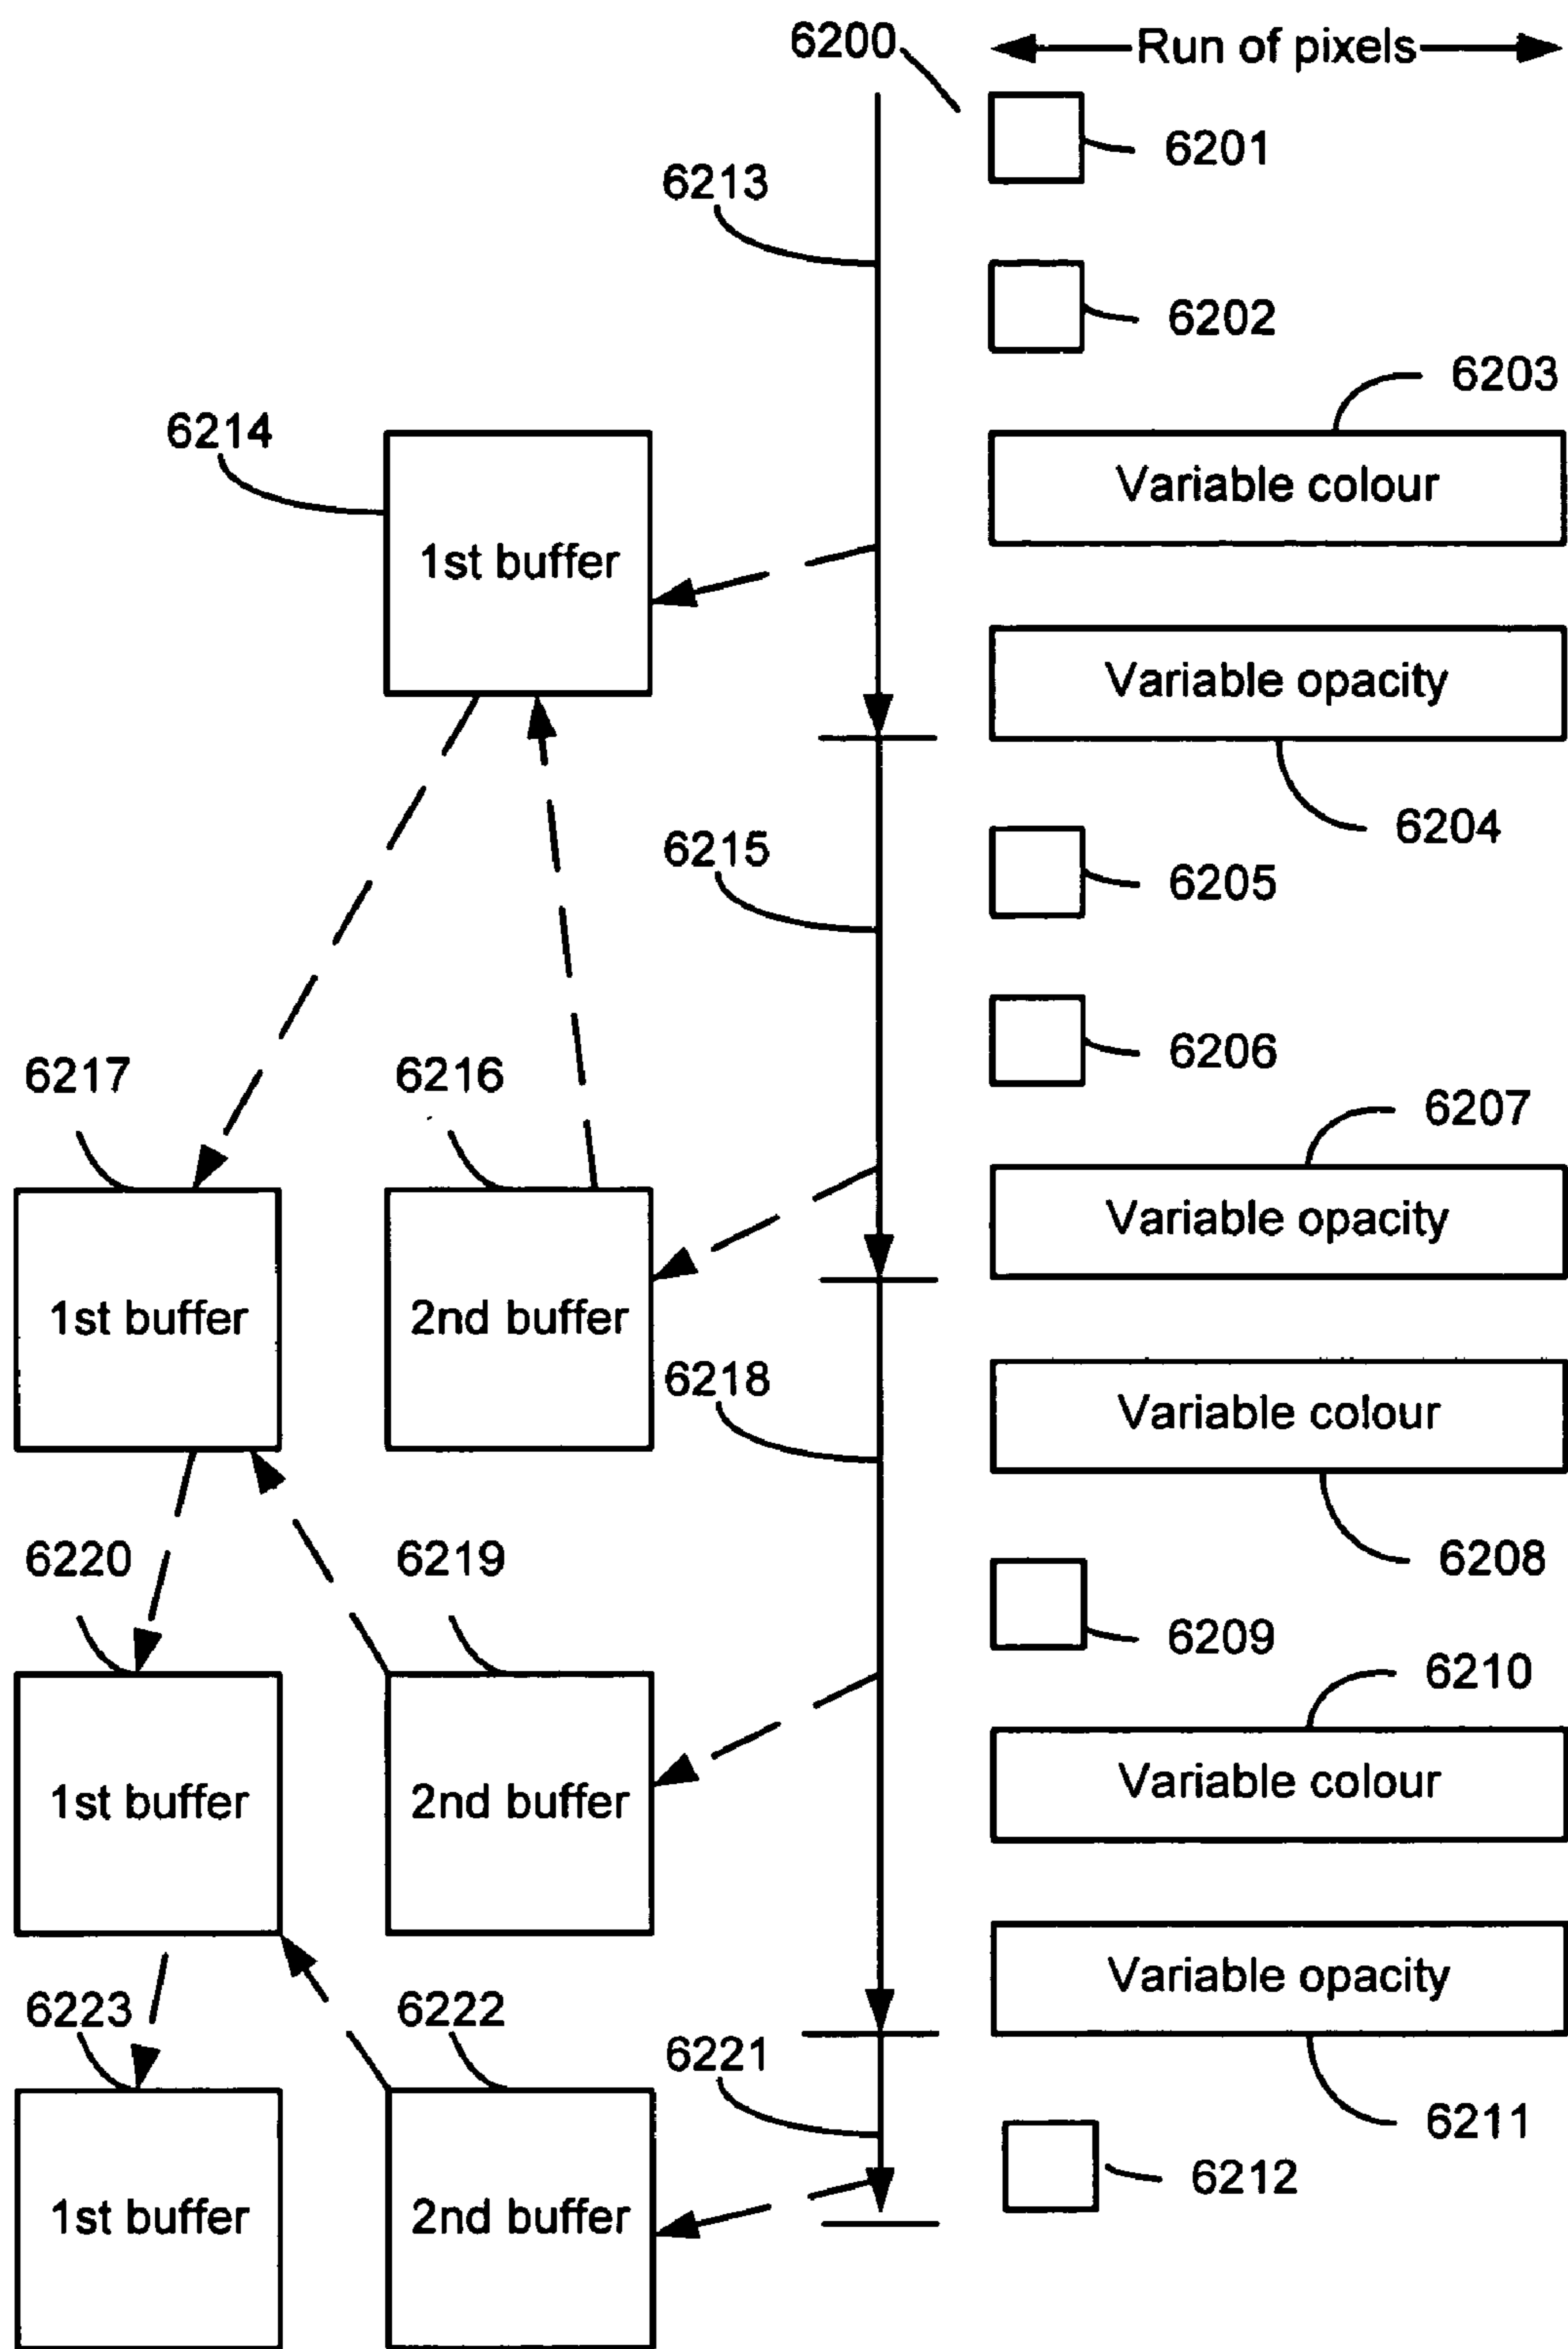 6200
Run of pixels
6201
6213
6202
6203
6214
Variable colour
1st buffer
Variable opacity
6204
6215
6205
6206
6217
6216
6207
Variable opacity
1st buffer
2nd buffer
6218
Variable colour
6220
6219
6208
6209
6210
Variable colour
1st buffer
2nd buffer
Variable opacity
6223
6222
6221
6211
6212
1st buffer
2nd buffer